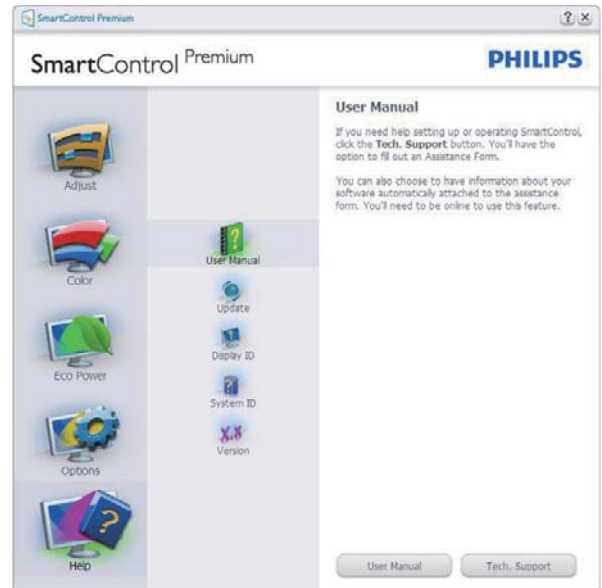 SmartControl Premium
SmartControl Premium
PHILIPS
Adjust
Color
Eco Power
Options
Help
User Manual
Update
Display ID
System ID
X.X
Version
User Manual
If you need help setting up or operating SmartControl,
click the Tech. Support button. You'll have the
option to fill out an Assistance Form.
You can also choose to have information about your
software automatically attached to the assistance
form. You'll need to be online to use this feature.
User Manual
Tech. Support